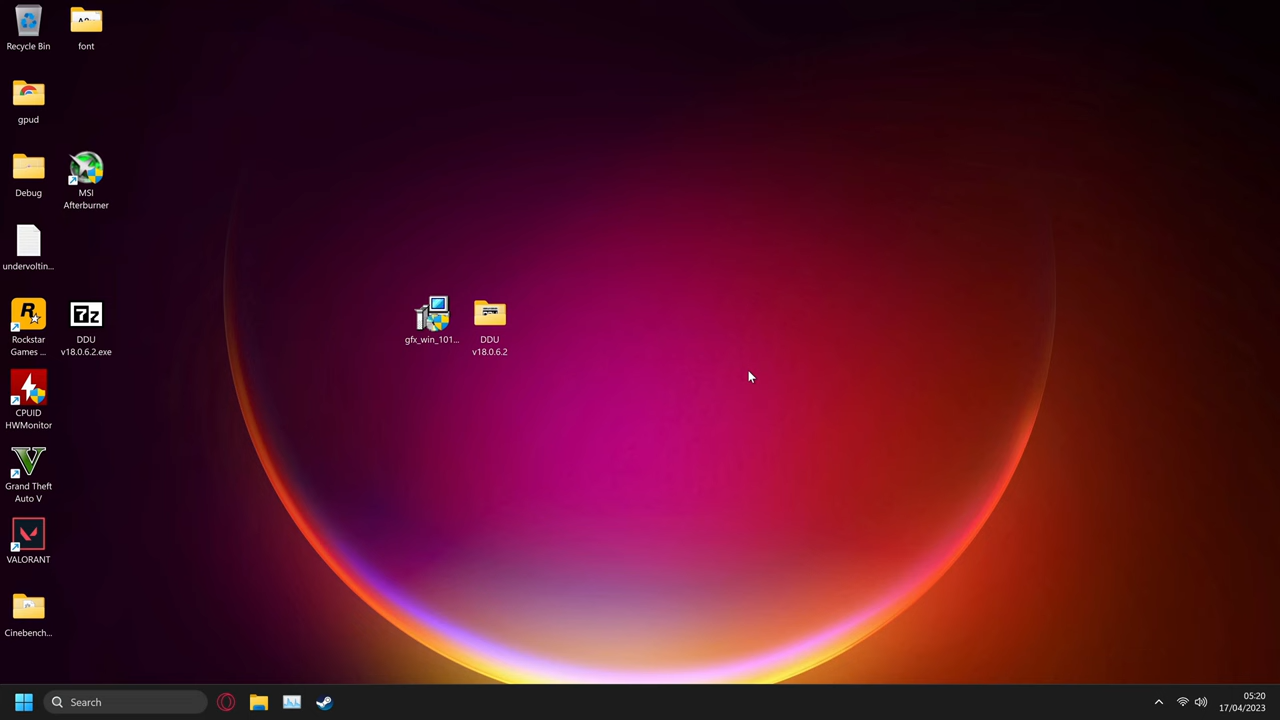 Recycle Bin
font
gpud
Debug
MSI
Afterburner
undervoltin...
Rockstar
Games ...
7z
DDU
v18.0.6.2.exe
gfx_win_101...
DDU
v18.0.6.2
CPUID
HWMonitor
Grand Theft
Auto V
VALORANT
Cinebench...
Search
05:20
17/04/2023